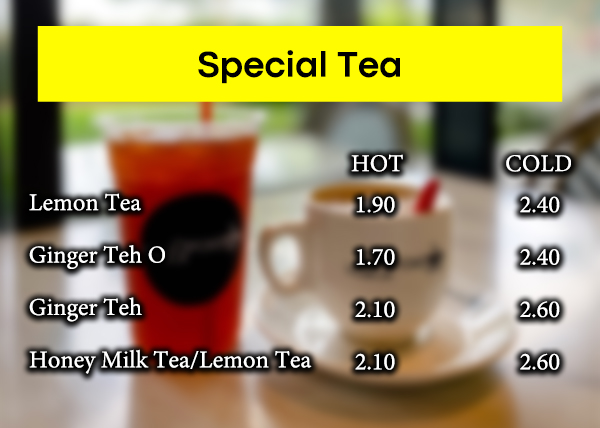 Special Tea
HOT COLD
Lemon Tea 1.90 2.40
Ginger Teh O 1.70 2.40
Ginger Teh 2.10 2.60
Honey Milk Tea/Lemon Tea 2.10 2.60